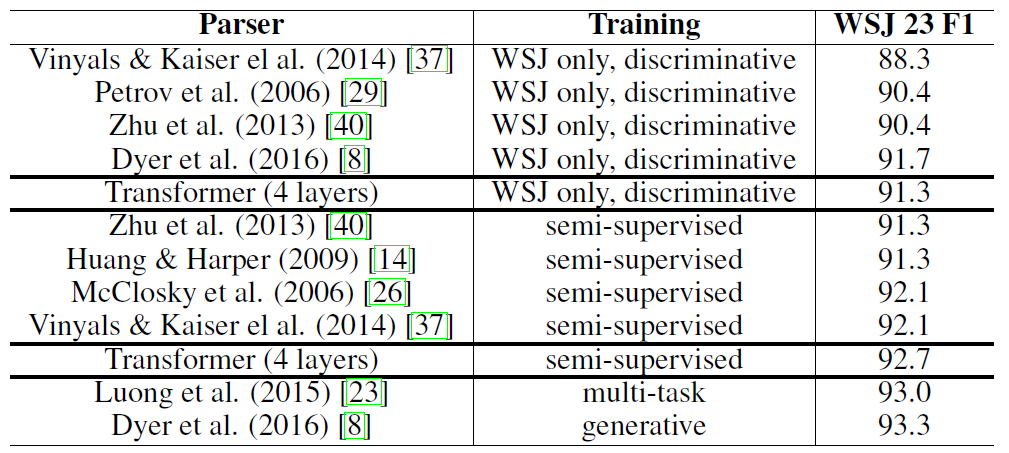 Parser Training WSJ 23 F1
Vinyals & Kaiser el al. (2014) [37] WSJ only, discriminative 88.3
Petrov et al. (2006) [29] WSJ only, discriminative 90.4
Zhu et al. (2013) [40] WSJ only, discriminative 90.4
Dyer et al. (2016) [8] WSJ only, discriminative 91.7
Transformer (4 layers) WSJ only, discriminative 91.3
Zhu et al. (2013) [40] semi-supervised 91.3
Huang & Harper (2009) [14] semi-supervised 91.3
McClosky et al. (2006) [26] semi-supervised 92.1
Vinyals & Kaiser el al. (2014) [37] semi-supervised 92.1
Transformer (4 layers) semi-supervised 92.7
Luong et al. (2015) [23] multi-task 93.0
Dyer et al. (2016) [8] generative 93.3